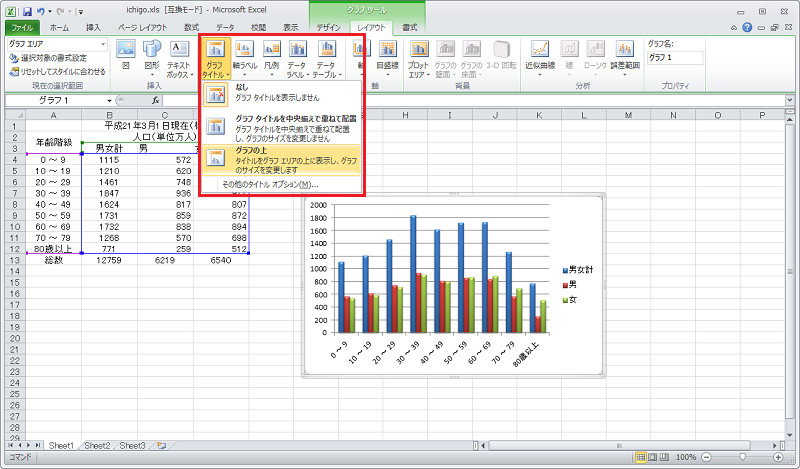 ichigo.xls [互換モード] - Microsoft Excel
グラフ ツール
ファイル ホーム 挿入 ページ レイアウト 数式 データ 校閲 表示 デザイン レイアウト 書式
グラフ エリア
選択対象の書式設定
リセットしてスタイルに合わせる
現在の選択範囲
図
図形
テキスト
ボックス
挿入
グラフ
タイトル
軸ラベル
凡例
データ
ラベル
データ
テーブル
軸
目盛線
軸
プロット
エリア
グラフの
壁面
グラフの
床面
3-D 回転
背景
近似曲線
線
ローソク
誤差範囲
分析
グラフ名:
グラフ 1
プロパティ
なし
グラフ タイトルを表示しません
グラフ タイトルを中央揃えで重ねて配置
グラフ タイトルを中央揃えで重ねて配置
し、グラフのサイズを変更しません
グラフの上
タイトルをグラフ エリアの上に表示し、グラフ
のサイズを変更します
その他のタイトル オプション(M)...
グラフ 1
fx
A B C H I J K L M N O P
1 平成21年3月1日現在(
2 人口(単位万人)
3 年齢階級 男女計 男
4 0 ～ 9 1115 572
5 10 ～ 19 1210 620
6 20 ～ 29 1461 748
7 30 ～ 39 1847 936
8 40 ～ 49 1624 817 807
9 50 ～ 59 1731 859 872
10 60 ～ 69 1732 838 894
11 70 ～ 79 1268 570 698
12 80歳以上 771 259 512
13 総数 12759 6219 6540
14
15
16
17
18
19
20
21
22
23
24
25
26
27
28
29
2000
1800
1600
1400
1200
1000
800
600
400
200
0
0 ～ 9
10 ～ 19
20 ～ 29
30 ～ 39
40 ～ 49
50 ～ 59
60 ～ 69
70 ～ 79
80歳以上
男女計
男
女
Sheet1 Sheet2 Sheet3
コマンド
100%